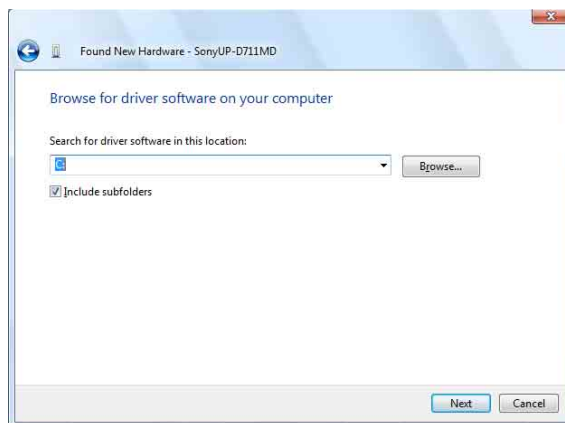 Found New Hardware - SonyUP-D711MD
Browse for driver software on your computer
Search for driver software in this location:
C:
Browse...
Include subfolders
Next
Cancel